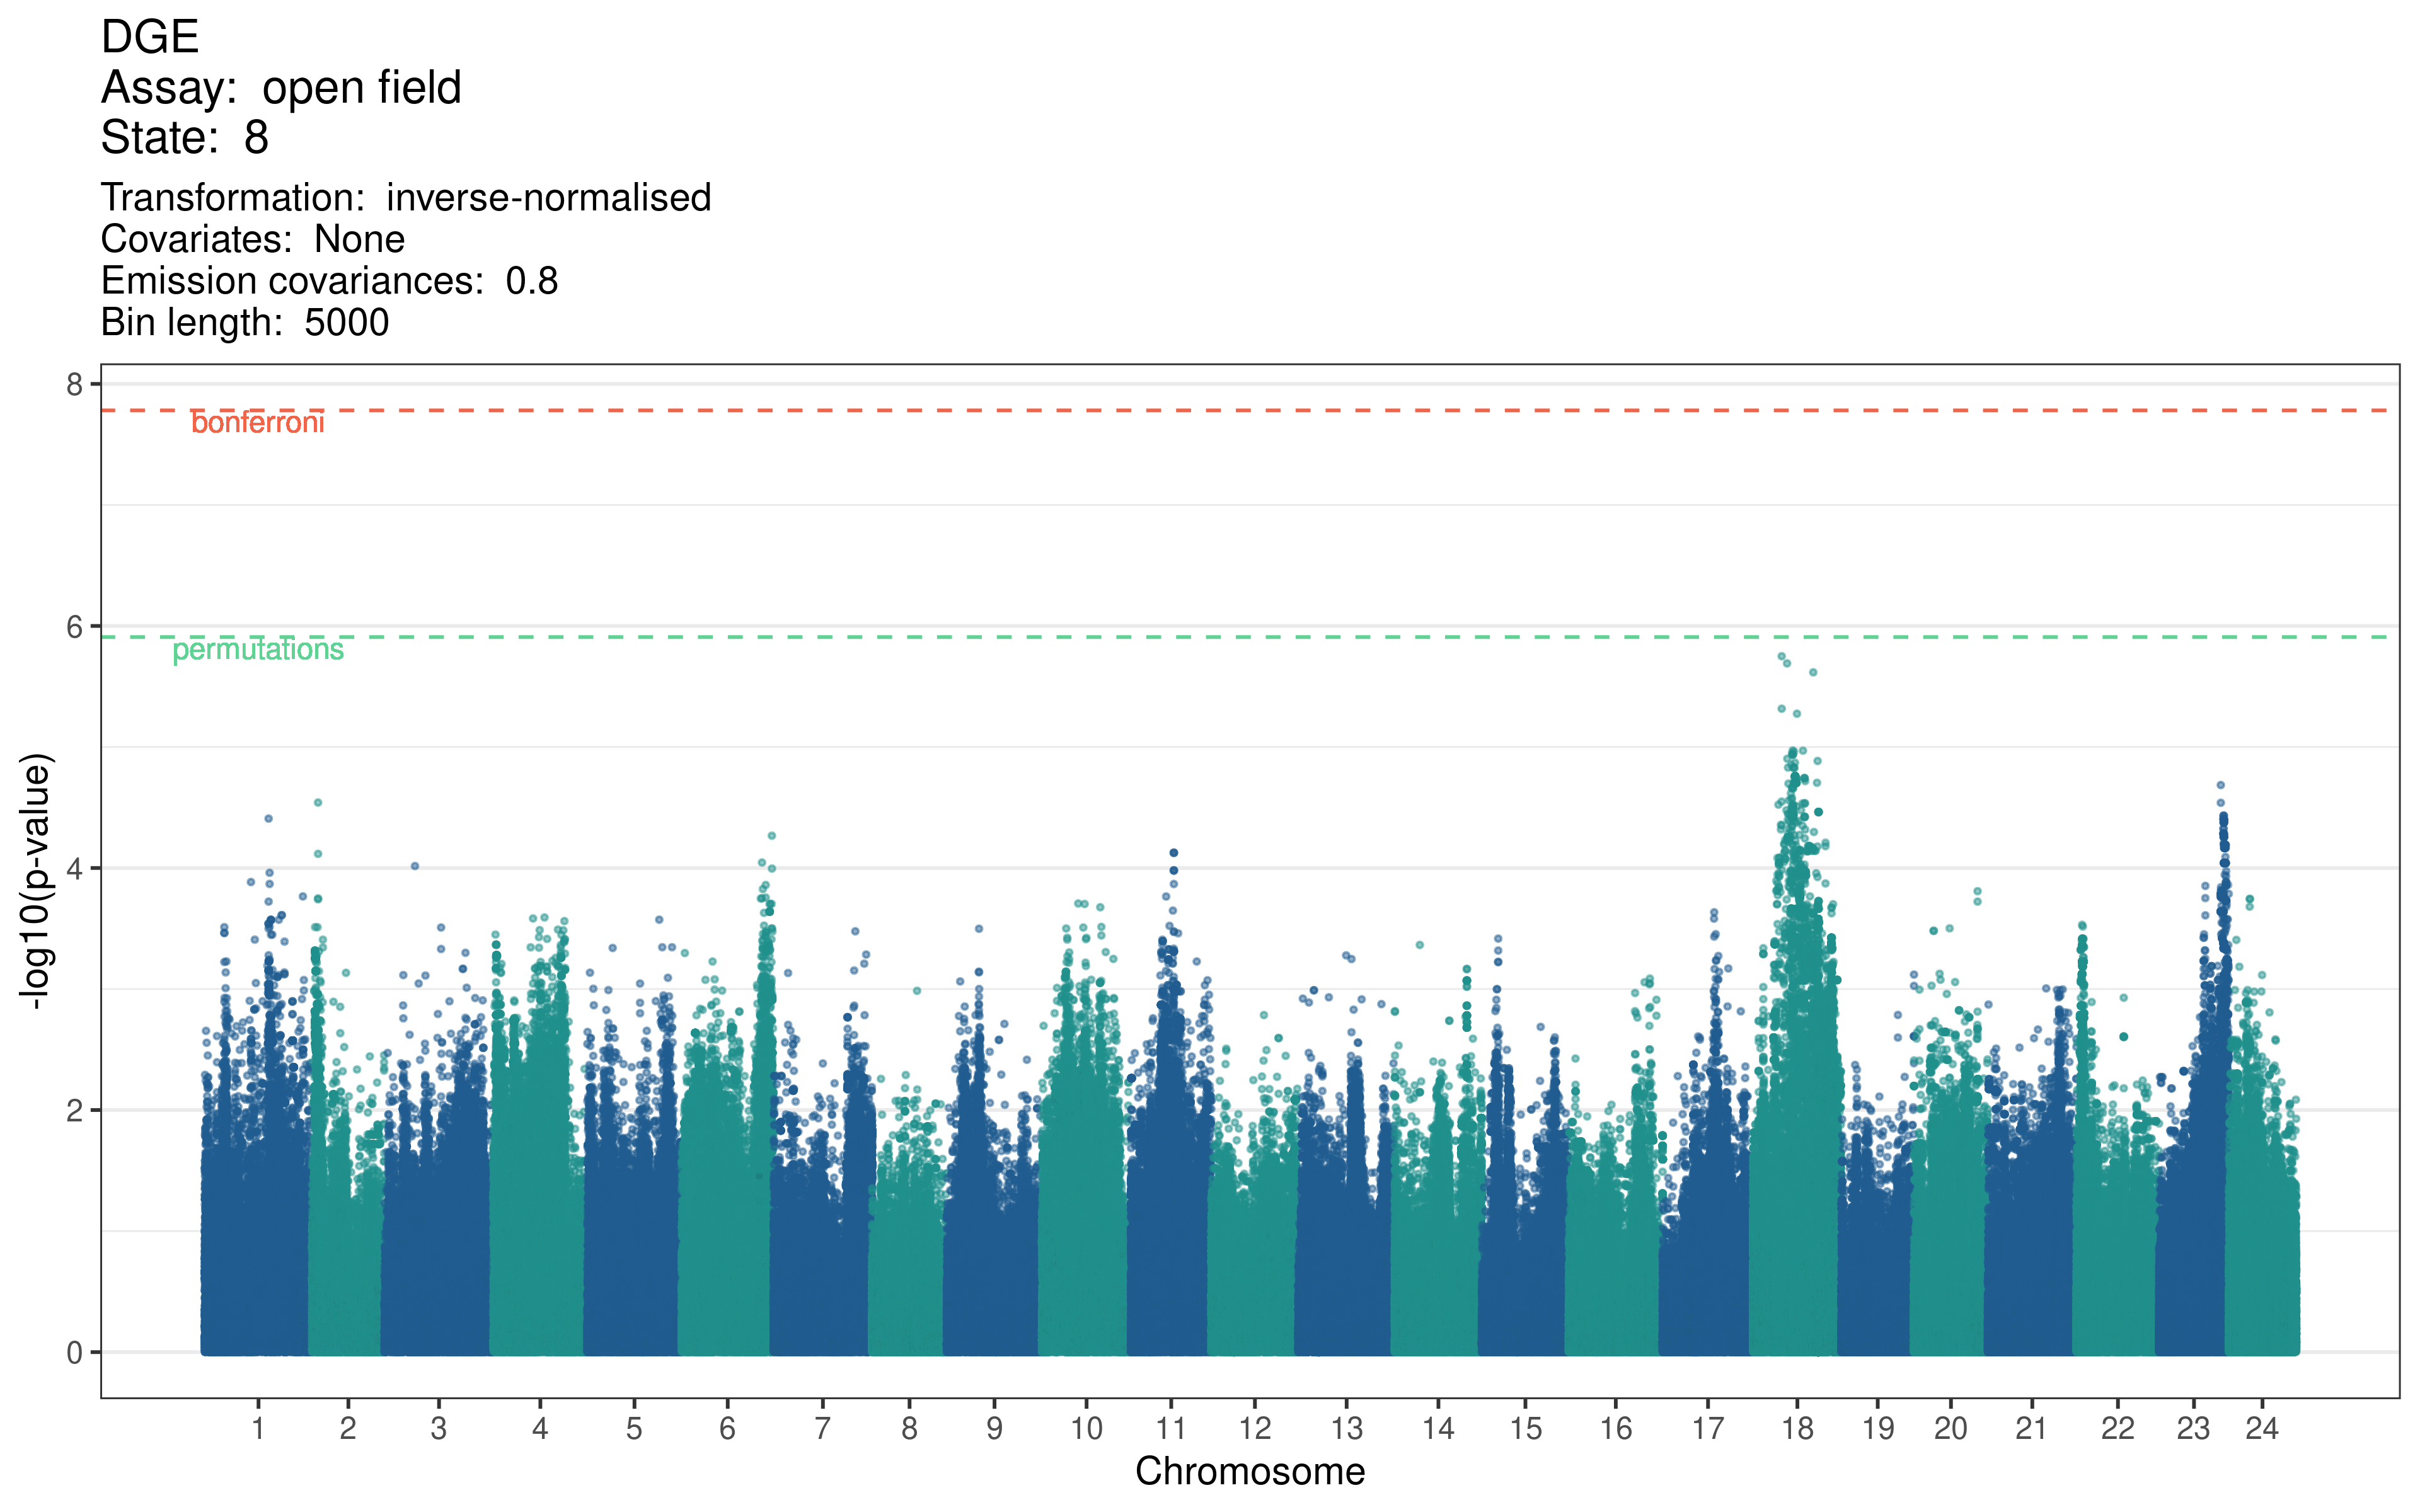 DGE
Assay:  open field
State:  8
Transformation:  inverse-normalised
Covariates:  None
Emission covariances:  0.8
Bin length:  5000
8
bonferroni
6
permutations
4
2
0
-log10(p-value)
1 2 3 4 5 6 7 8 9 10 11 12 13 14 15 16 17 18 19 20 21 22 23 24
Chromosome